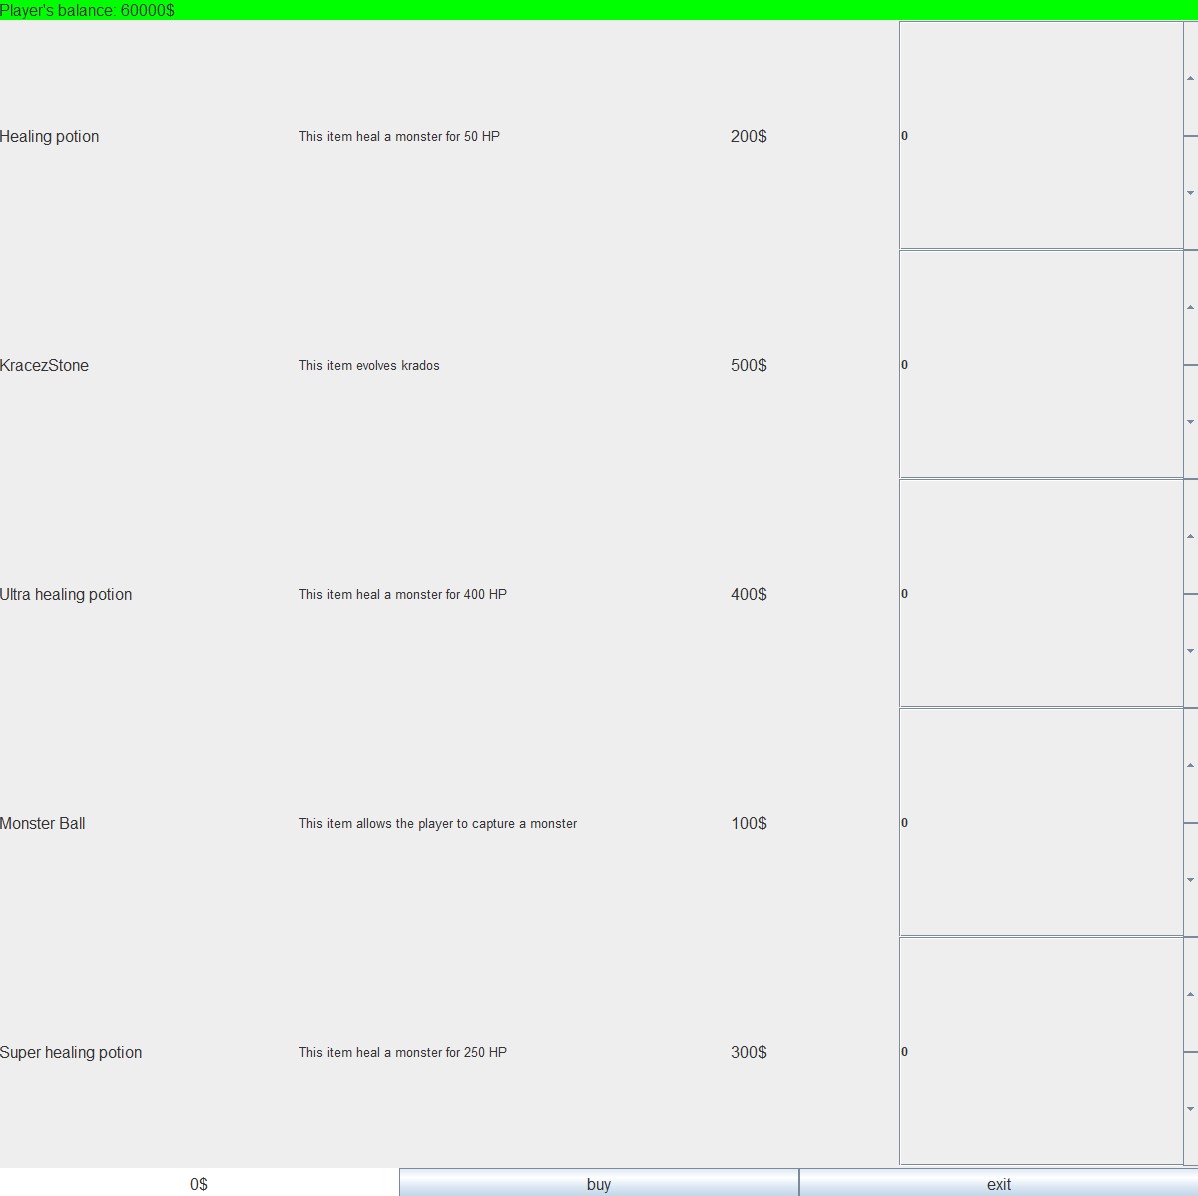 Player's balance: 60000$
Healing potion This item heal a monster for 50 HP 200$ 0
KracezStone This item evolves krados 500$ 0
Ultra healing potion This item heal a monster for 400 HP 400$ 0
Monster Ball This item allows the player to capture a monster 100$ 0
Super healing potion This item heal a monster for 250 HP 300$ 0
0$ buy exit